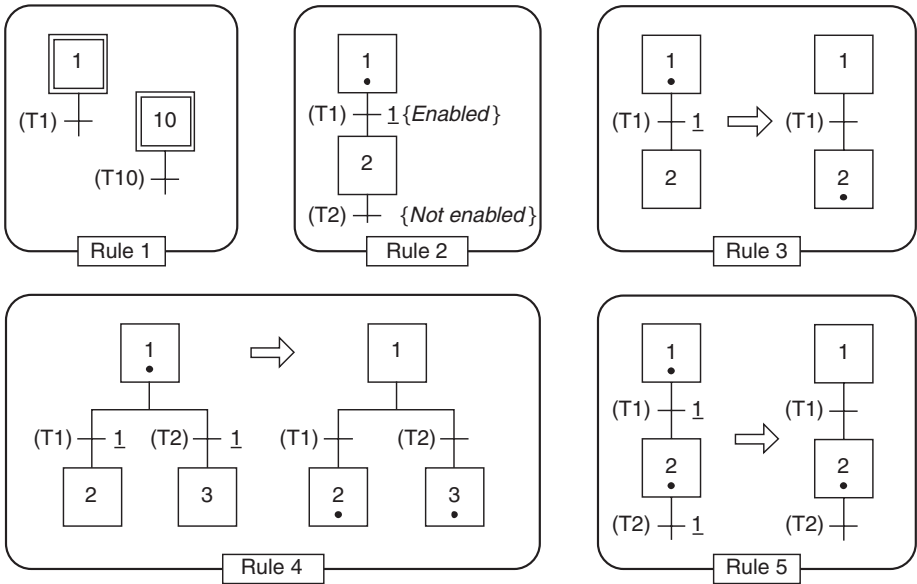 1
(T1)
10
(T10)
Rule 1
1
(T1) 1 {Enabled}
2
(T2) {Not enabled}
Rule 2
1 1
(T1) 1 (T1)
2 2
Rule 3
1 1
(T1) 1 (T2) 1 (T1) (T2)
2 3 2 3
Rule 4
1 1
(T1) 1 (T1)
2 2
(T2) 1 (T2)
Rule 5